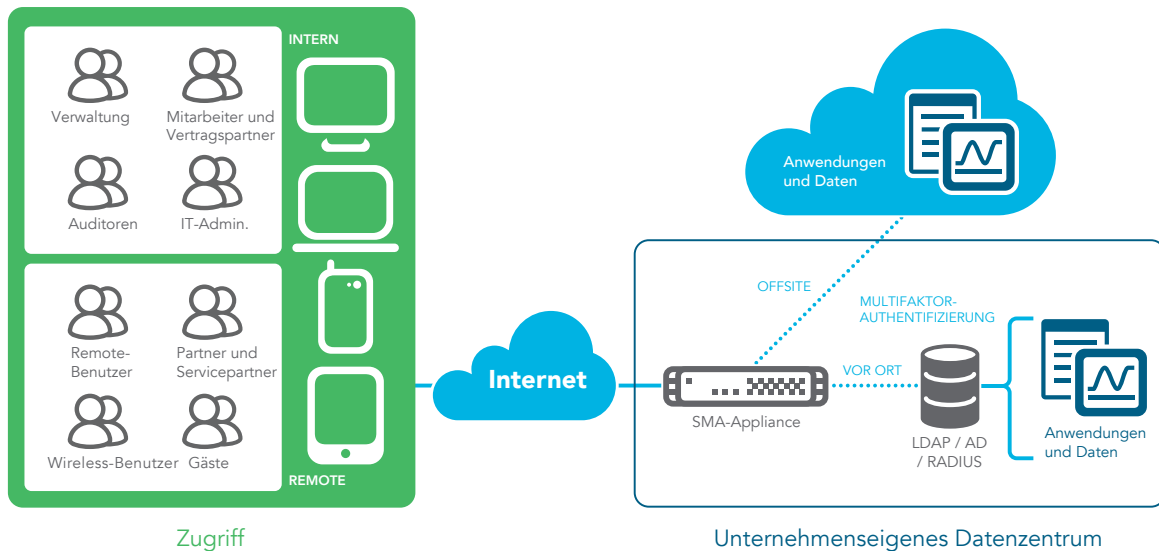 INTERN
Verwaltung
Mitarbeiter und
Vertragspartner
Auditoren
IT-Admin.
Remote-
Benutzer
Partner und
Servicepartner
Wireless-Benutzer
Gäste
REMOTE
Zugriff
Internet
Anwendungen
und Daten
OFFSITE
MULTIFAKTOR-
AUTHENTIFIZIERUNG
VOR ORT
SMA-Appliance
LDAP / AD
/ RADIUS
Anwendungen
und Daten
Unternehmenseigenes Datenzentrum